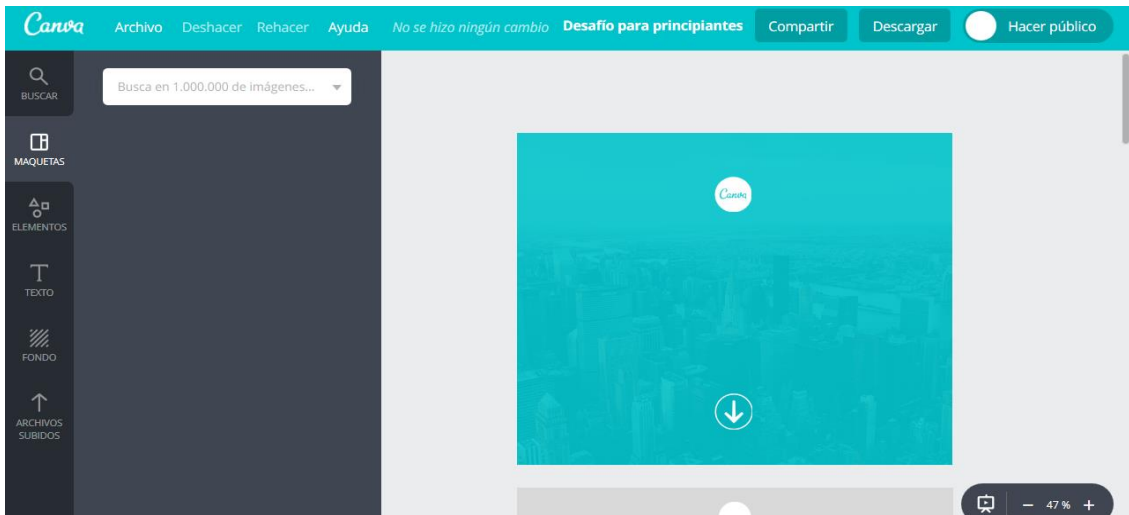 Canva Archivo Deshacer Rehacer Ayuda No se hizo ningún cambio Desafío para principiantes Compartir Descargar Hacer público
BUSCAR
Busca en 1.000.000 de imágenes...
MAQUETAS
ELEMENTOS
TEXTO
FONDO
ARCHIVOS
SUBIDOS
Canva
47 %